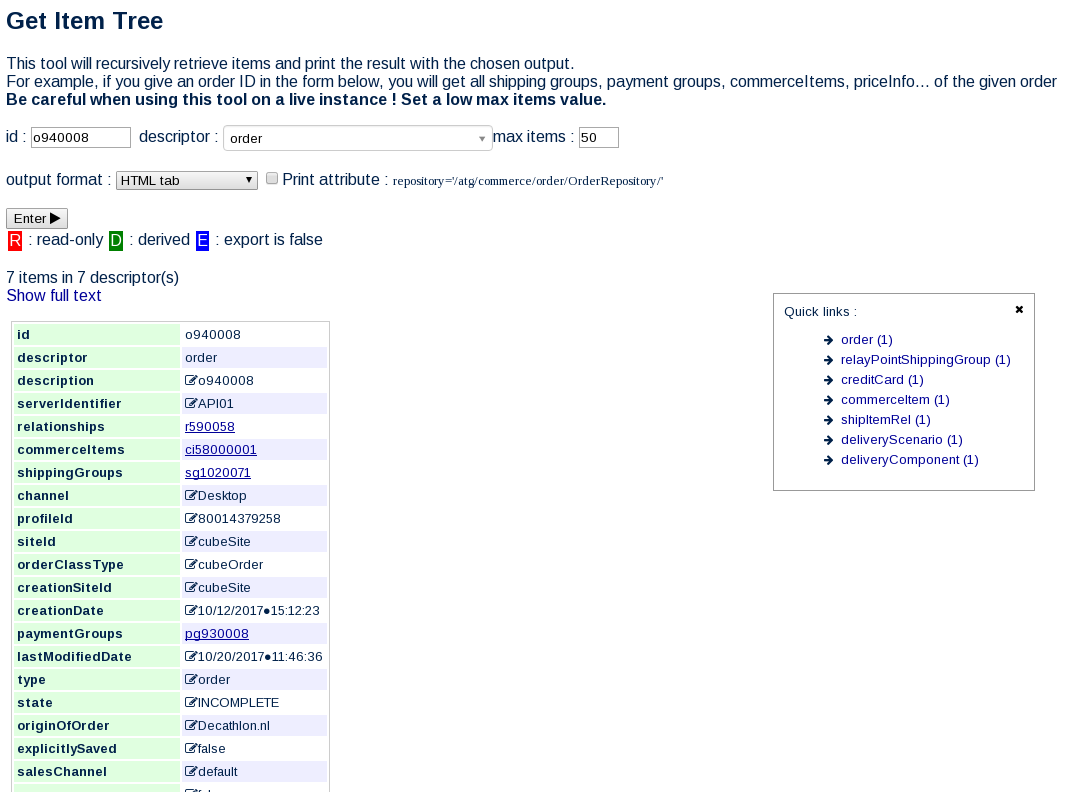 Get Item Tree
This tool will recursively retrieve items and print the result with the chosen output.
For example, if you give an order ID in the form below, you will get all shipping groups, payment groups, commerceItems, priceInfo... of the given order
Be careful when using this tool on a live instance ! Set a low max items value.
id : o940008 descriptor : order max items : 50
output format : HTML tab Print attribute : repository='/atg/commerce/order/OrderRepository/'
Enter
R : read-only D : derived E : export is false
7 items in 7 descriptor(s)
Show full text
id o940008
descriptor order
description o940008
serverIdentifier API01
relationships r590058
commerceItems ci58000001
shippingGroups sg1020071
channel Desktop
profileId 80014379258
siteId cubeSite
orderClassType cubeOrder
creationSiteId cubeSite
creationDate 10/12/2017●15:12:23
paymentGroups pg930008
lastModifiedDate 10/20/2017●11:46:36
type order
state INCOMPLETE
originOfOrder Decathlon.nl
explicitlySaved false
salesChannel default
Quick links :
order (1)
relayPointShippingGroup (1)
creditCard (1)
commerceItem (1)
shipItemRel (1)
deliveryScenario (1)
deliveryComponent (1)